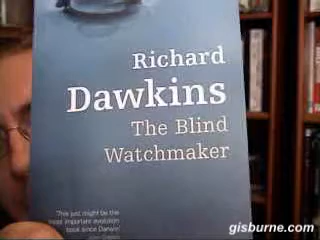 Richard
Dawkins
The Blind
Watchmaker
'This just might be the
most important evolution
book since Darwin'
gisburne.com